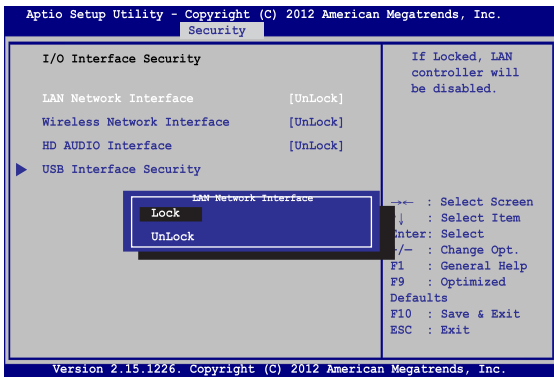 Aptio Setup Utility - Copyright (C) 2012 American Megatrends, Inc.
Security
I/O Interface Security
LAN Network Interface [UnLock]
Wireless Network Interface [UnLock]
HD AUDIO Interface [UnLock]
USB Interface Security
If Locked, LAN
controller will
be disabled.
LAN Network Interface
Lock
UnLock
→← : Select Screen
↓ : Select Item
Enter: Select
/— : Change Opt.
F1 : General Help
F9 : Optimized
Defaults
F10 : Save & Exit
ESC : Exit
Version 2.15.1226. Copyright (C) 2012 American Megatrends, Inc.